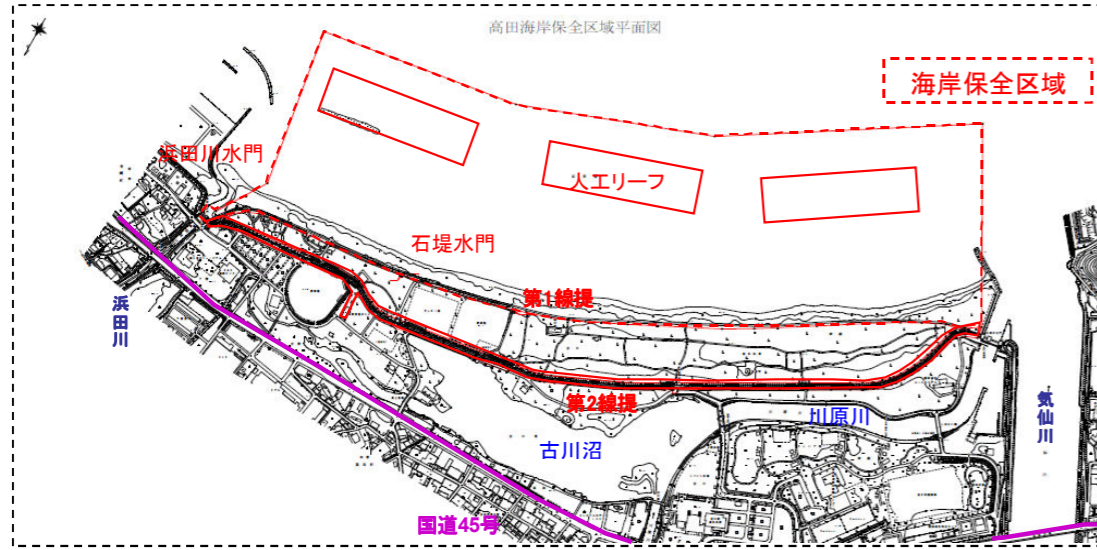 高田海岸保全区域平面図
海岸保全区域
浜田川水門
人工リーフ
石堤水門
第1線提
浜田川
第2線提
川原川
気仙川
古川沼
国道45号